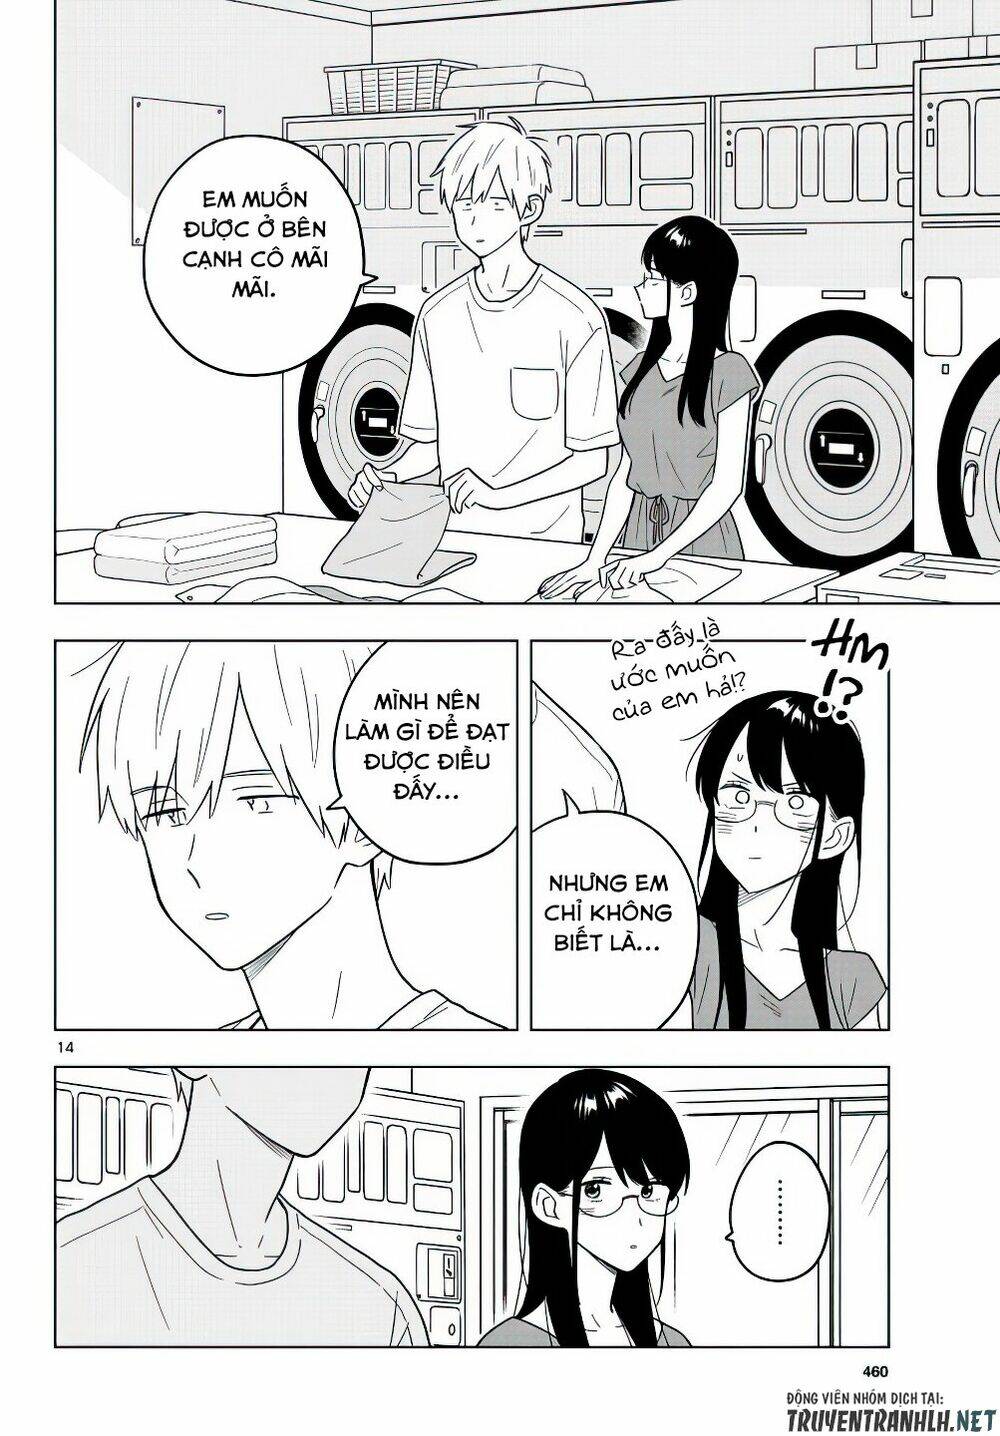 EM MUỐN
ĐƯỢC Ở BÊN
CẠNH CÔ MÃI
MÃI.
HM
!?
Ra đấy là
ước muốn
của em hả!?
NHƯNG EM
CHỈ KHÔNG
BIẾT LÀ...
MÌNH NÊN
LÀM GÌ ĐỂ ĐẠT
ĐƯỢC ĐIỀU
ĐẤY...
14
.........
460
ĐỘNG VIÊN NHÓM DỊCH TẠI:
TRUYENTRANHLH.NET